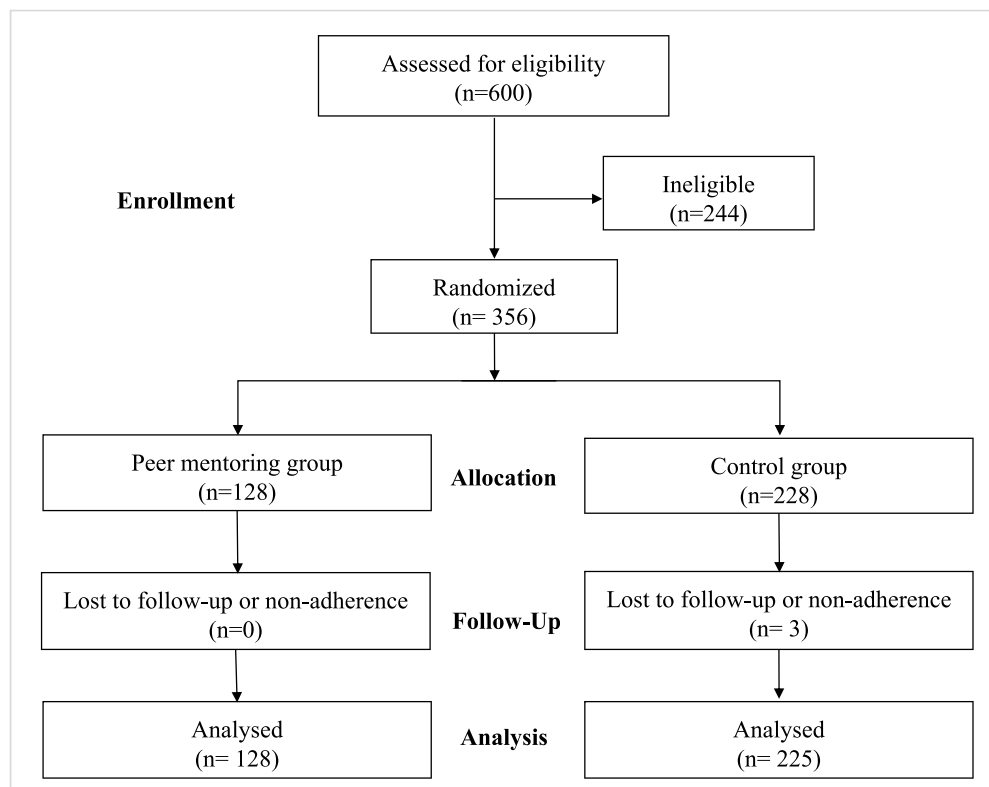 Assessed for eligibility
(n=600)
Enrollment
Ineligible
(n=244)
Randomized
(n= 356)
Peer mentoring group
(n=128)
Allocation
Control group
(n=228)
Lost to follow-up or non-adherence
(n=0)
Follow-Up
Lost to follow-up or non-adherence
(n= 3)
Analysed
(n= 128)
Analysis
Analysed
(n= 225)